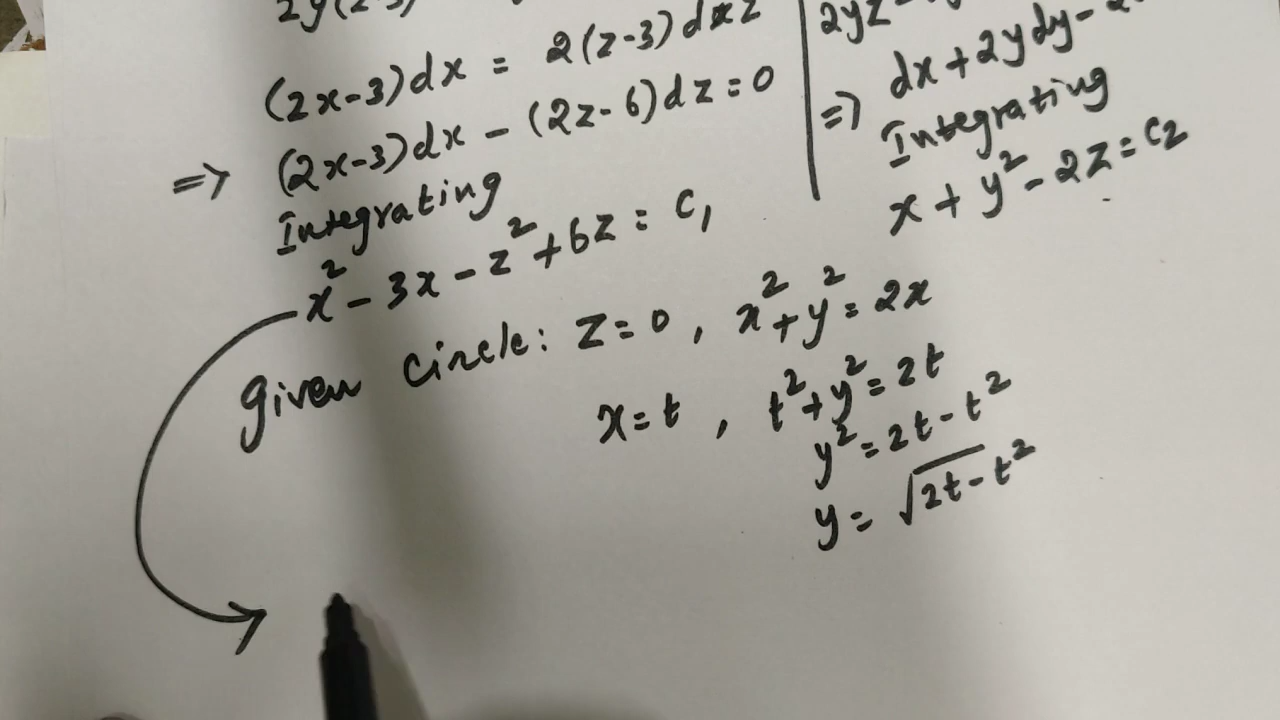 (2x-3)dx = 2(z-3)dz
=> (2x-3)dx - (2z-6)dz = 0
Integrating
x² - 3x - z² + 6z = C₁
=> dx + 2ydy -
Integrating
x + y² - 2z = C₂
given circle: z=0, x²+y²=2x
x=t, t²+y²=2t
y²=2t-t²
y=√2t-t²